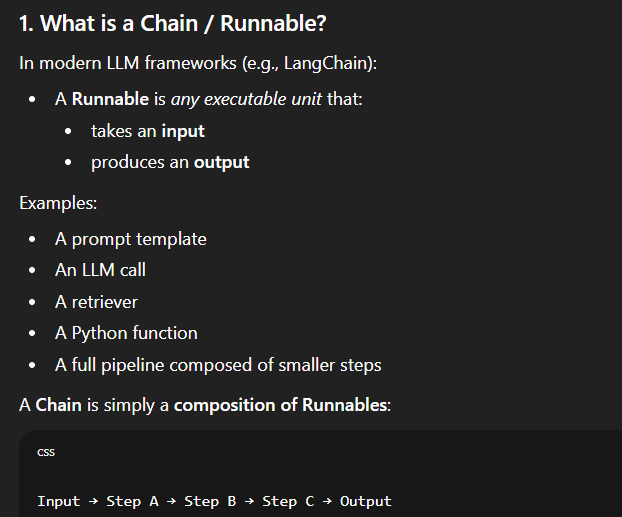 1. What is a Chain / Runnable?
In modern LLM frameworks (e.g., LangChain):
• A Runnable is any executable unit that:
• takes an input
• produces an output
Examples:
• A prompt template
• An LLM call
• A retriever
• A Python function
• A full pipeline composed of smaller steps
A Chain is simply a composition of Runnables:
css
Input → Step A → Step B → Step C → Output